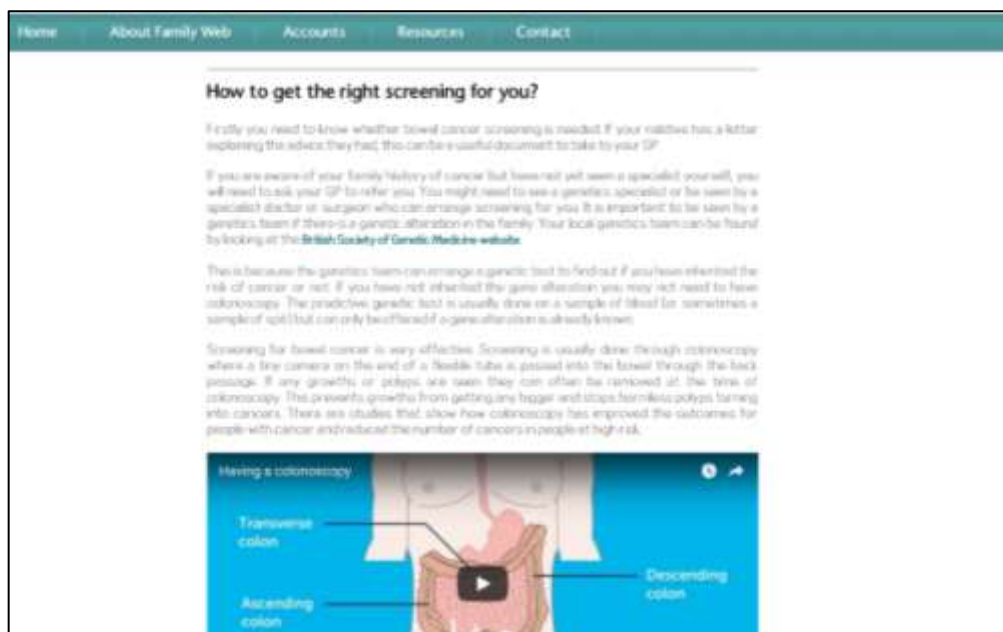 Home About Family Web Accounts Resources Contact
How to get the right screening for you?
Firstly you need to know whether bowel cancer screening is needed. If your relative has a letter
explaining the advice they had, this can be a useful document to take to your GP.
If you are aware of your family history of cancer but have not yet seen a specialist yourself, you
will need to ask your GP to refer you. You might need to see a genetics specialist or be seen by a
specialist doctor or surgeon who can arrange screening for you. It is important to be seen by a
genetics team if there is a genetic alteration in the family. Your local genetics team can be found
by looking at the British Society of Genetic Medicine website.
This is because the genetics team can arrange a genetic test to find out if you have inherited the
risk of cancer or not. If you have not inherited the gene alteration you may not need to have
colonoscopy. The predictive genetic test is usually done on a sample of blood (or sometimes a
sample of spit) but can only be offered if a gene alteration is already known.
Screening for bowel cancer is very effective. Screening is usually done through colonoscopy
where a tiny camera on the end of a flexible tube is passed into the bowel through the back
passage. If any growths or polyps are seen they can often be removed at the time of
colonoscopy. This prevents growths from getting any bigger and stops harmless polyps turning
into cancers. There are studies that show how colonoscopy has improved the outcomes for
people with cancer and reduced the number of cancers in people at high risk.
Having a colonoscopy
Transverse
colon
Descending
colon
Ascending
colon